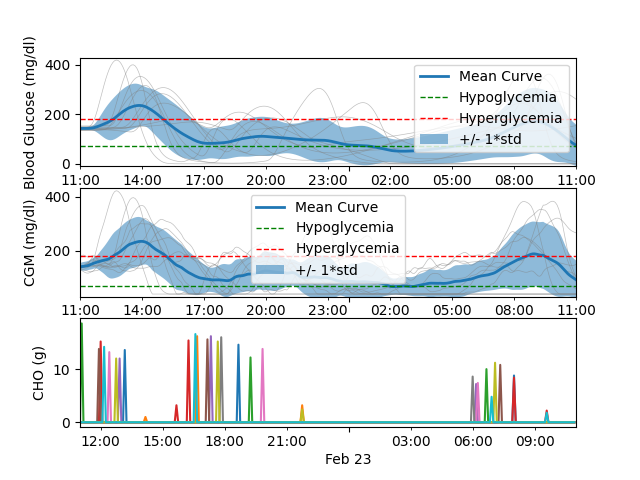 Blood Glucose (mg/dl)
400
200
0
Mean Curve
Hypoglycemia
Hyperglycemia
+/- 1*std
11:00 14:00 17:00 20:00 23:00 02:00 05:00 08:00 11:00
CGM (mg/dl)
400
200
Mean Curve
Hypoglycemia
Hyperglycemia
+/- 1*std
11:00 14:00 17:00 20:00 23:00 02:00 05:00 08:00 11:00
CHO (g)
10
0
12:00 15:00 18:00 21:00 03:00 06:00 09:00
Feb 23